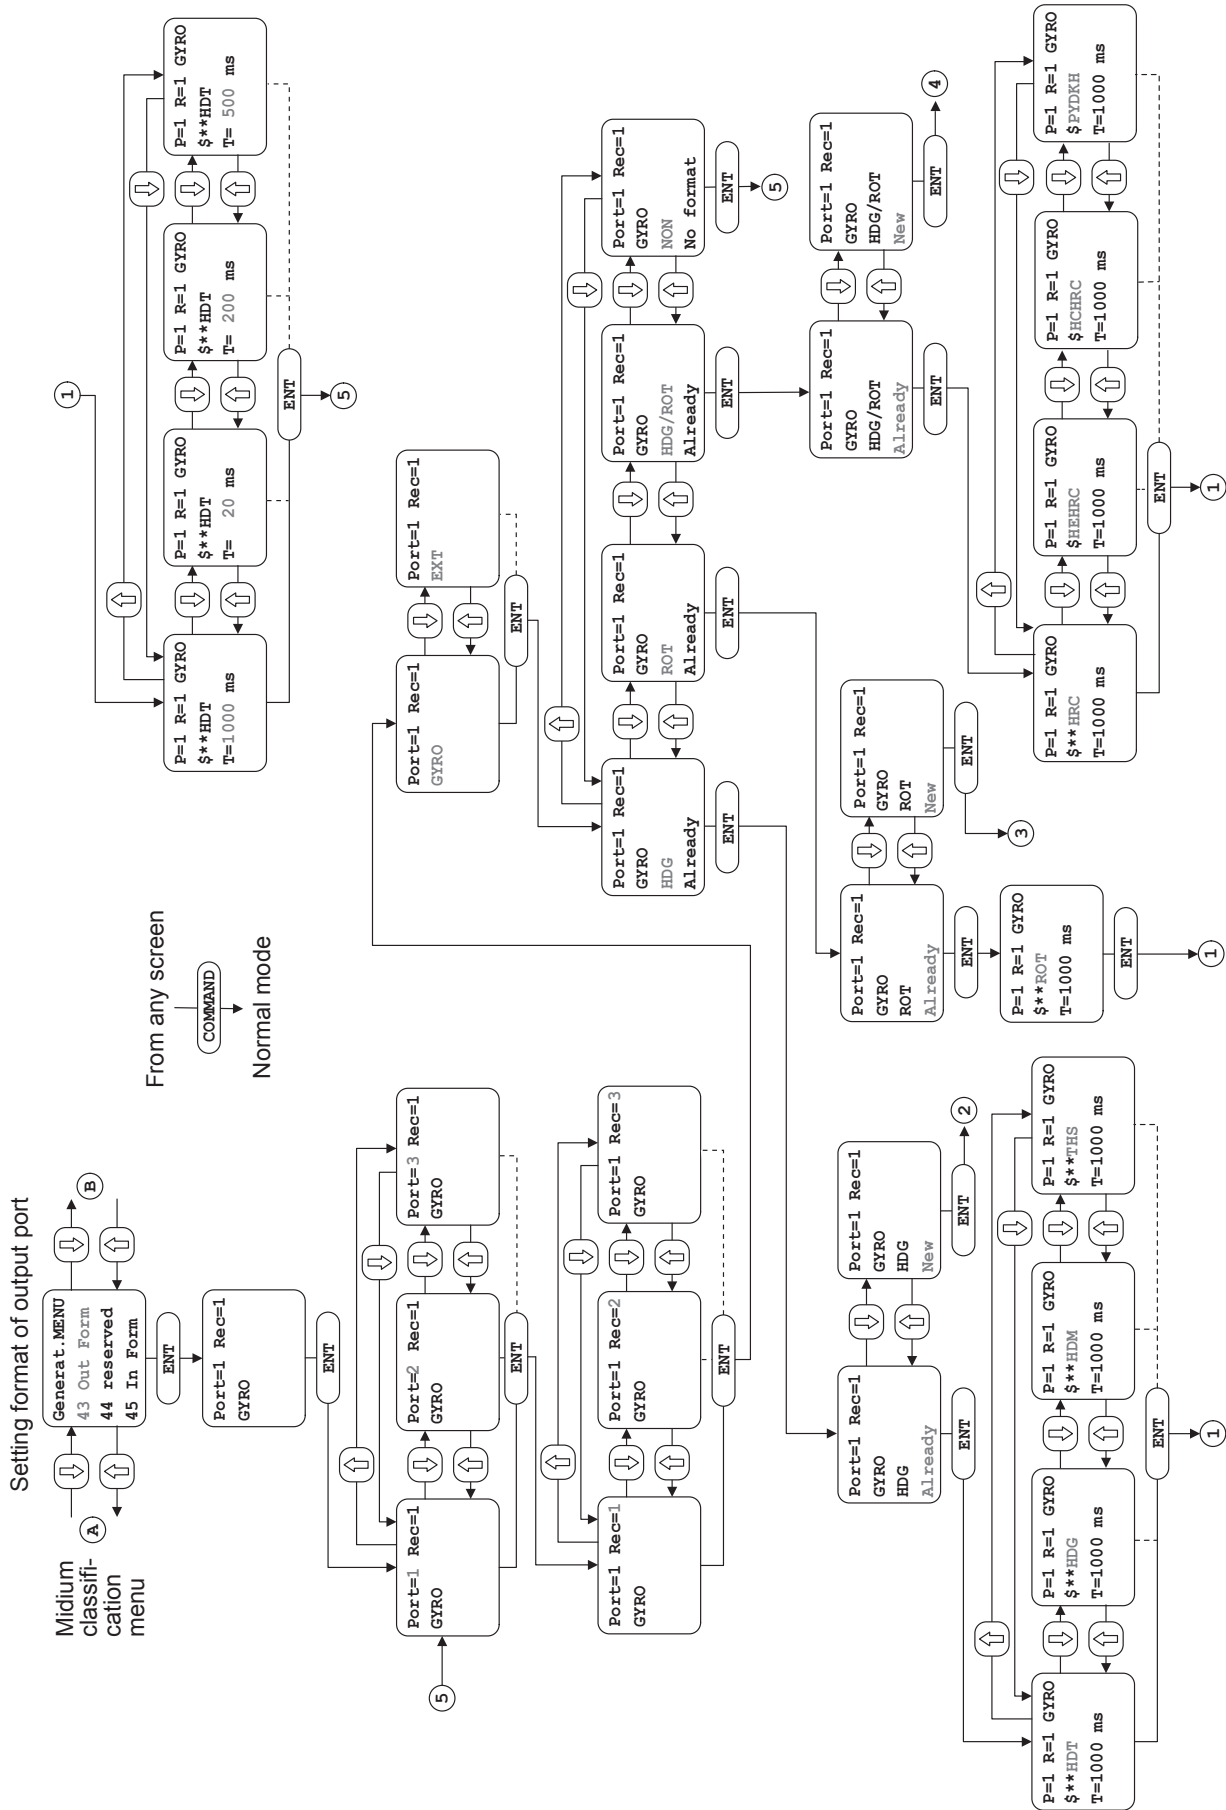 Setting format of output port
Midium
classifi-
cation
menu
A
Generat.MENU
43 Out Form
44 reserved
45 In Form
B
ENT
Port=1 Rec=1
GYRO
ENT
From any screen
COMMAND
Normal mode
5
Port=1 Rec=1
GYRO
Port=2 Rec=1
GYRO
Port=3 Rec=1
GYRO
ENT
Port=1 Rec=1
GYRO
Port=1 Rec=2
GYRO
Port=1 Rec=3
GYRO
ENT
Port=1 Rec=1
GYRO
Port=1 Rec=1
EXT
ENT
Port=1 Rec=1
GYRO
HDG
Already
Port=1 Rec=1
GYRO
ROT
Already
Port=1 Rec=1
GYRO
HDG/ROT
Already
Port=1 Rec=1
GYRO
NON
No format
ENT
ENT
ENT
ENT
5
Port=1 Rec=1
GYRO
HDG
Already
Port=1 Rec=1
GYRO
HDG
New
ENT
ENT
2
P=1 R=1 GYRO
$**HDT
T=1000 ms
P=1 R=1 GYRO
$**HDG
T=1000 ms
P=1 R=1 GYRO
$**HDM
T=1000 ms
P=1 R=1 GYRO
$**THS
T=1000 ms
ENT
1
Port=1 Rec=1
GYRO
ROT
Already
Port=1 Rec=1
GYRO
ROT
New
ENT
ENT
3
P=1 R=1 GYRO
$**ROT
T=1000 ms
ENT
1
Port=1 Rec=1
GYRO
HDG/ROT
Already
Port=1 Rec=1
GYRO
HDG/ROT
New
ENT
ENT
4
P=1 R=1 GYRO
$**HRC
T=1000 ms
P=1 R=1 GYRO
$HEHRC
T=1000 ms
P=1 R=1 GYRO
$HCHRC
T=1000 ms
P=1 R=1 GYRO
$PYDKH
T=1000 ms
ENT
1
1
P=1 R=1 GYRO
$**HDT
T=1000 ms
P=1 R=1 GYRO
$**HDT
T= 20 ms
P=1 R=1 GYRO
$**HDT
T= 200 ms
P=1 R=1 GYRO
$**HDT
T= 500 ms
ENT
5